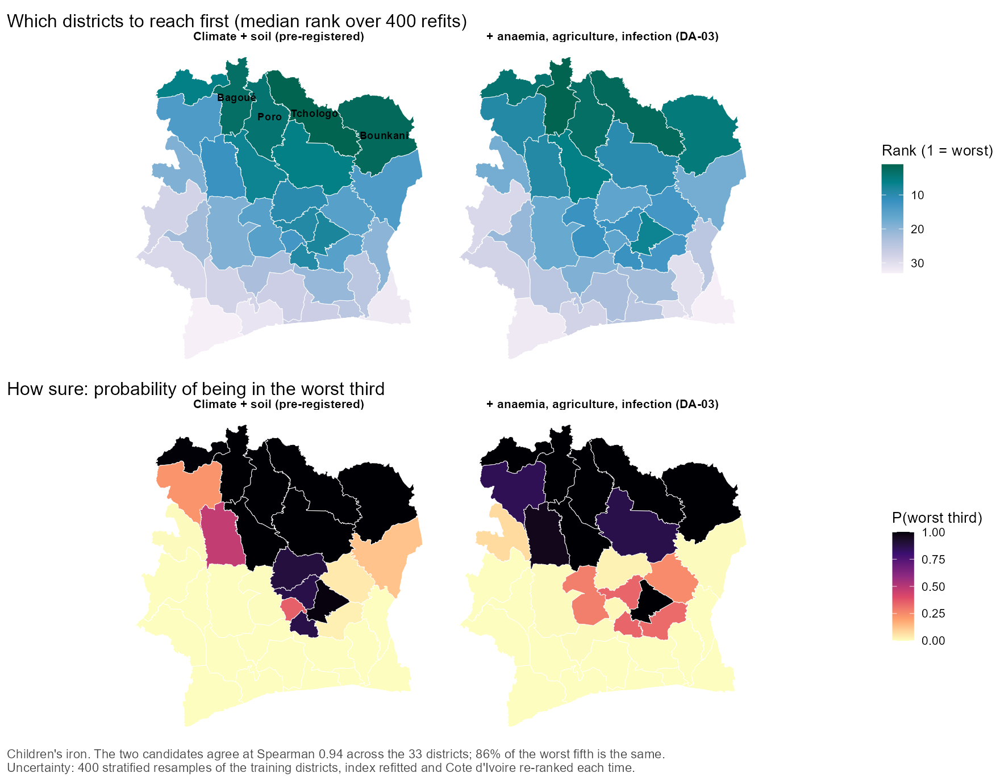 Which districts to reach first (median rank over 400 refits)
Climate + soil (pre-registered)
+ anaemia, agriculture, infection (DA-03)
Bagoué
Poro
Tchologo
Bounkani
Rank (1 = worst)
10
20
30
How sure: probability of being in the worst third
Climate + soil (pre-registered)
+ anaemia, agriculture, infection (DA-03)
P(worst third)
1.00
0.75
0.50
0.25
0.00
Children's iron. The two candidates agree at Spearman 0.94 across the 33 districts; 86% of the worst fifth is the same.
Uncertainty: 400 stratified resamples of the training districts, index refitted and Cote d'Ivoire re-ranked each time.